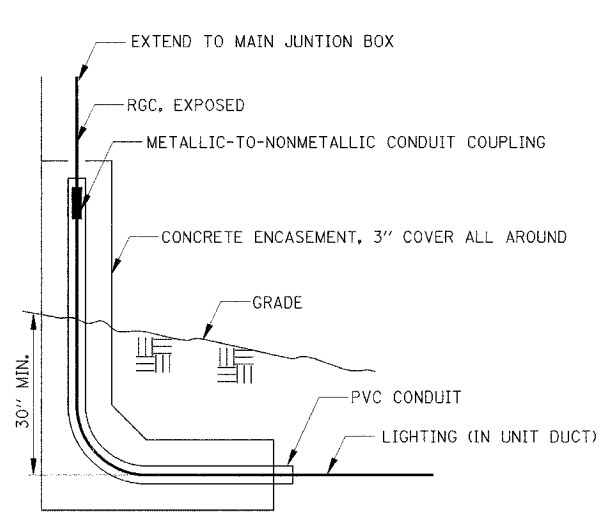 EXTEND TO MAIN JUNTION BOX
RGC, EXPOSED
METALLIC-TO-NONMETALLIC CONDUIT COUPLING
CONCRETE ENCASEMENT, 3" COVER ALL AROUND
GRADE
30" MIN.
PVC CONDUIT
LIGHTING (IN UNIT DUCT)